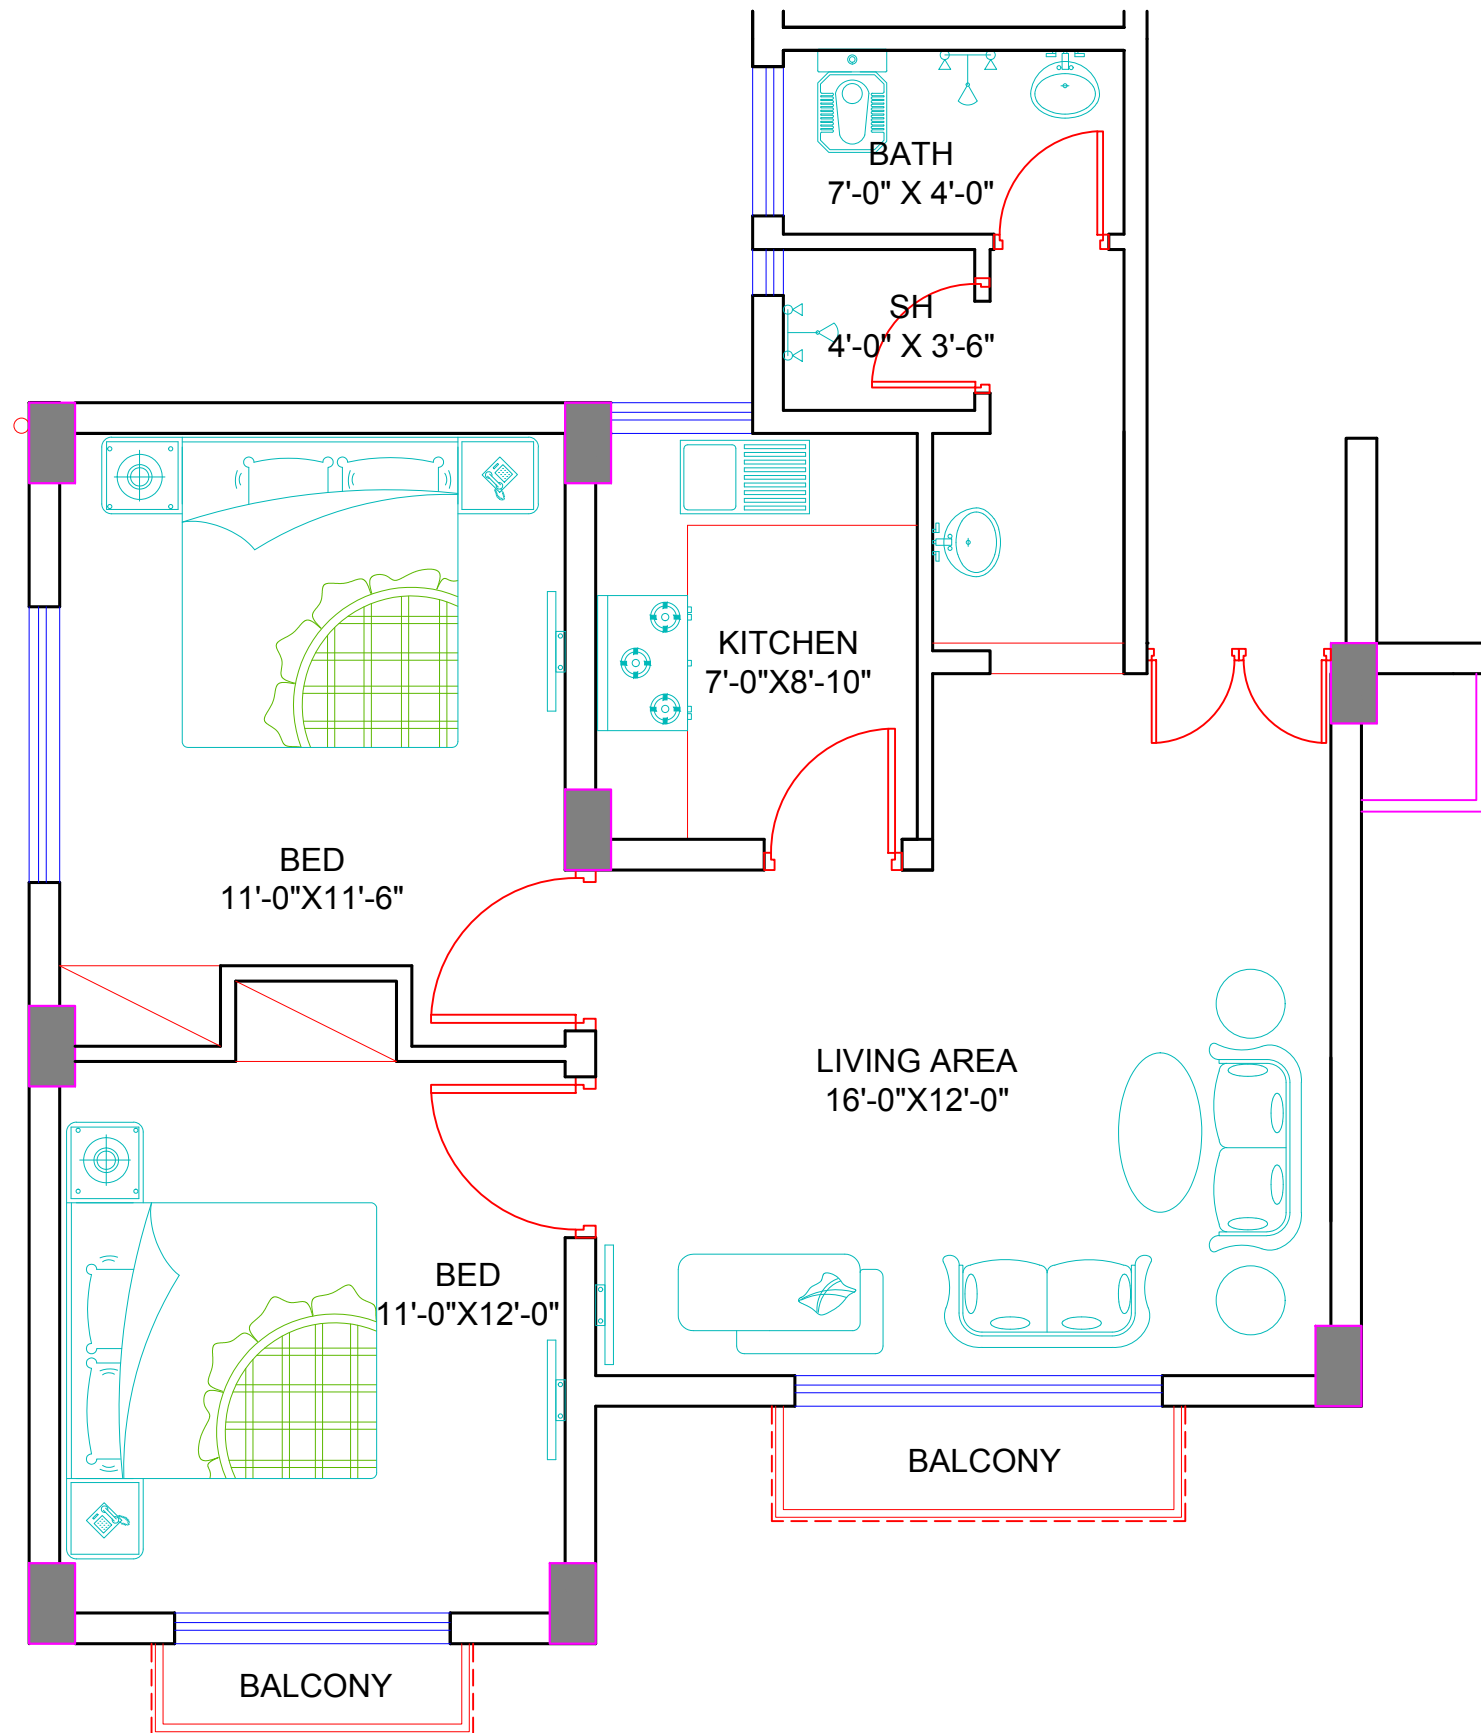 BATH
7'-0" X 4'-0"
SH
4'-0" X 3'-6"
KITCHEN
7'-0"X8'-10"
BED
11'-0"X11'-6"
LIVING AREA
16'-0"X12'-0"
BED
11'-0"X12'-0"
BALCONY
BALCONY